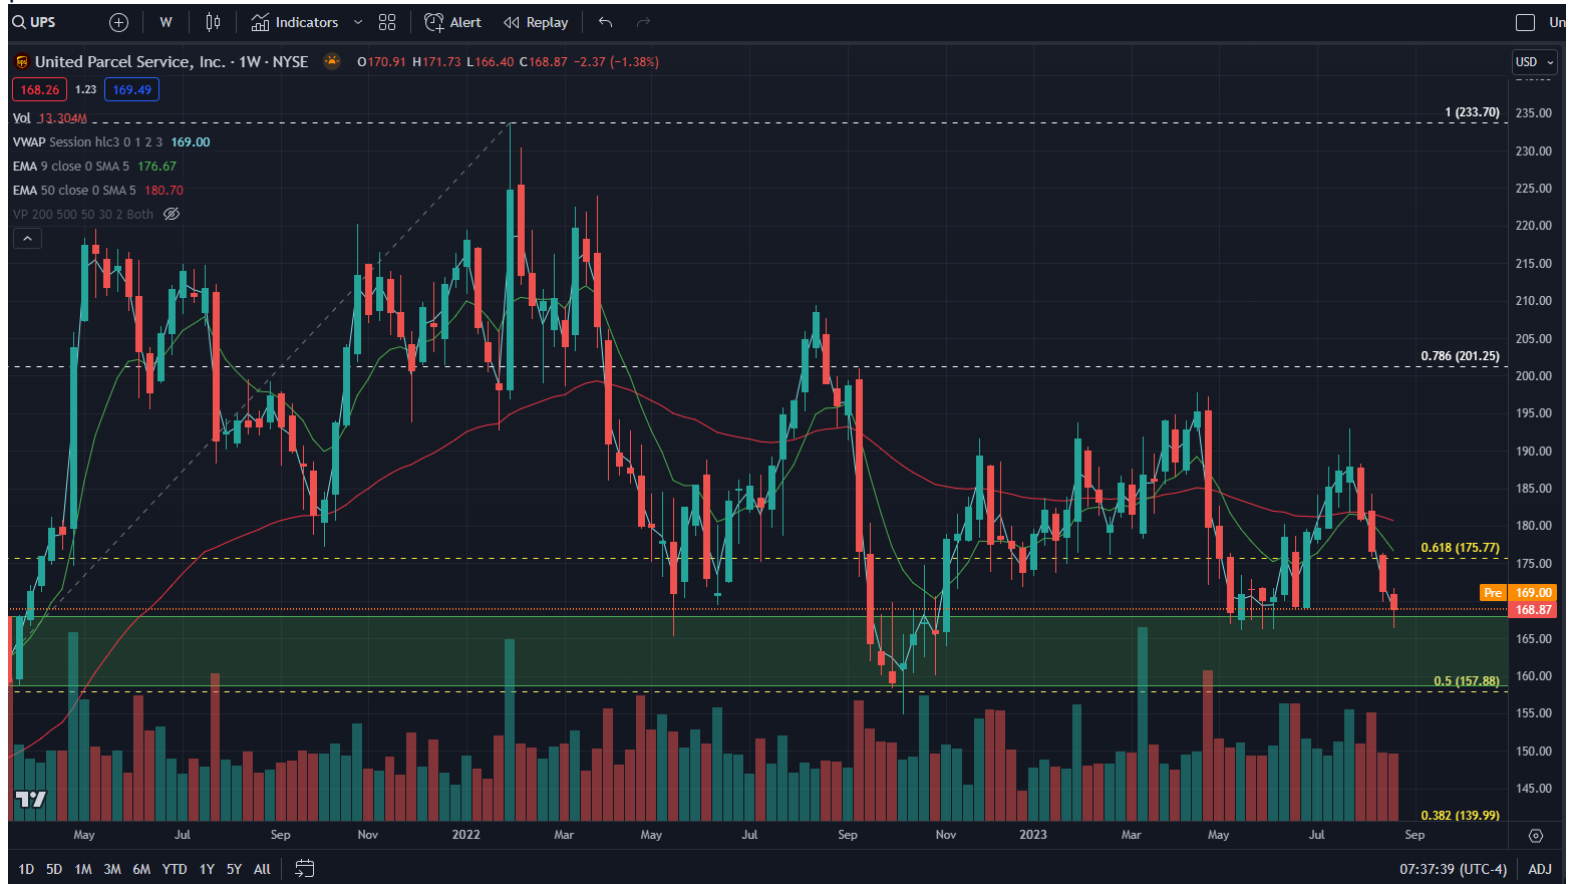 UPS W Indicators Alert Replay Un
United Parcel Service, Inc. · 1W · NYSE O170.91 H171.73 L166.40 C168.87 −2.37 (−1.38%)
USD
168.26 1.23 169.49
Vol 13.304M
VWAP Session hlc3 0 1 2 3 169.00
EMA 9 close 0 SMA 5 176.67
EMA 50 close 0 SMA 5 180.70
VP 200 500 50 30 2 Both
1 (233.70)
0.786 (201.25)
0.618 (175.77)
0.5 (157.88)
0.382 (139.99)
235.00
230.00
225.00
220.00
215.00
210.00
205.00
200.00
195.00
190.00
185.00
180.00
175.00
Pre 169.00
168.87
165.00
160.00
155.00
150.00
145.00
May Jul Sep Nov 2022 Mar May Jul Sep Nov 2023 Mar May Jul Sep
1D 5D 1M 3M 6M YTD 1Y 5Y All 07:37:39 (UTC-4) ADJ